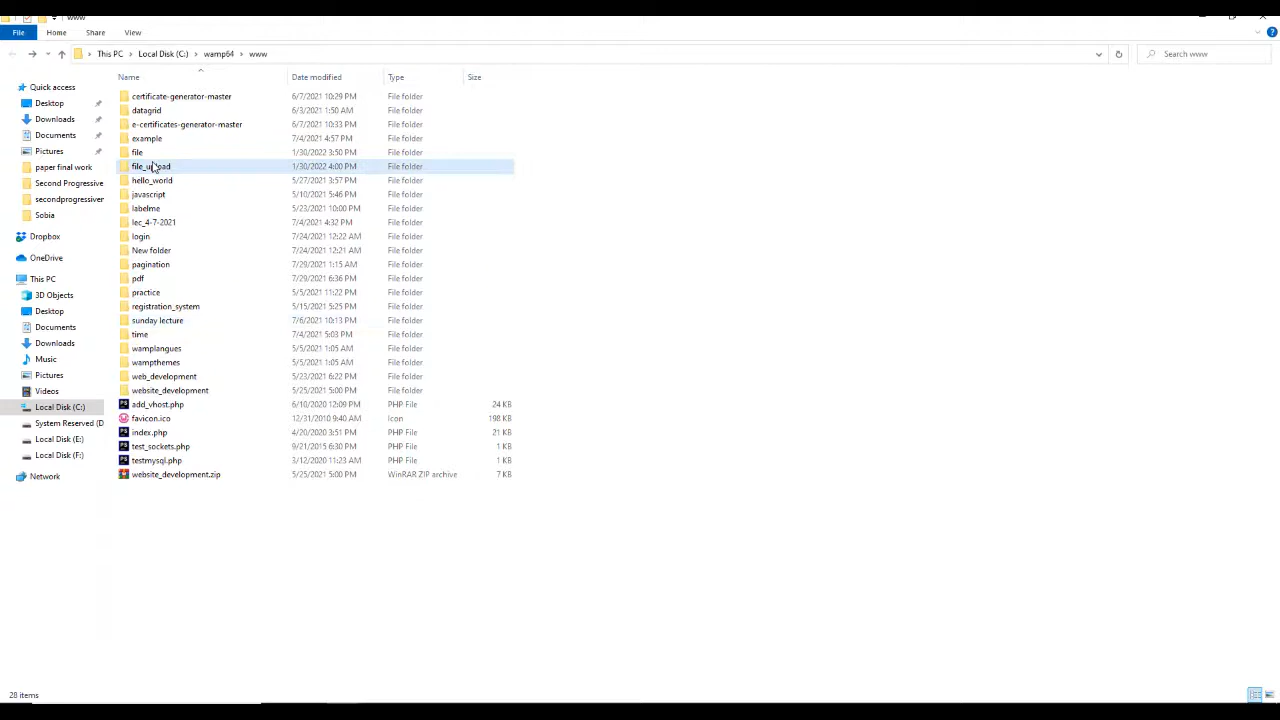 www
File Home Share View
This PC Local Disk (C:) wamp64 www Search www
Name Date modified Type Size
Quick access
Desktop
Downloads
Documents
Pictures
paper final work
Second Progressive
secondprogressiver
Sobia
Dropbox
OneDrive
This PC
3D Objects
Desktop
Documents
Downloads
Music
Pictures
Videos
Local Disk (C:)
System Reserved (D
Local Disk (E:)
Local Disk (F:)
Network
certificate-generator-master 6/7/2021 10:29 PM File folder
datagrid 6/3/2021 1:50 AM File folder
e-certificates-generator-master 6/7/2021 10:33 PM File folder
example 7/4/2021 4:57 PM File folder
file 1/30/2022 3:50 PM File folder
file_upload 1/30/2022 4:00 PM File folder
hello_world 5/27/2021 3:57 PM File folder
javascript 5/10/2021 5:46 PM File folder
labelme 5/23/2021 10:00 PM File folder
lec_4-7-2021 7/4/2021 4:32 PM File folder
login 7/24/2021 12:22 AM File folder
New folder 7/24/2021 12:21 AM File folder
pagination 7/29/2021 1:15 AM File folder
pdf 7/29/2021 6:36 PM File folder
practice 5/5/2021 11:22 PM File folder
registration_system 5/15/2021 5:25 PM File folder
sunday lecture 7/6/2021 10:13 PM File folder
time 7/4/2021 5:03 PM File folder
wamplangues 5/5/2021 1:05 AM File folder
wampthemes 5/5/2021 1:05 AM File folder
web_development 5/23/2021 6:22 PM File folder
website_development 5/25/2021 5:00 PM File folder
add_vhost.php 6/10/2020 12:09 PM PHP File 24 KB
favicon.ico 12/31/2010 9:40 AM Icon 198 KB
index.php 4/20/2020 3:51 PM PHP File 21 KB
test_sockets.php 9/21/2015 6:30 PM PHP File 1 KB
testmysql.php 3/12/2020 11:23 AM PHP File 1 KB
website_development.zip 5/25/2021 5:00 PM WinRAR ZIP archive 7 KB
28 items